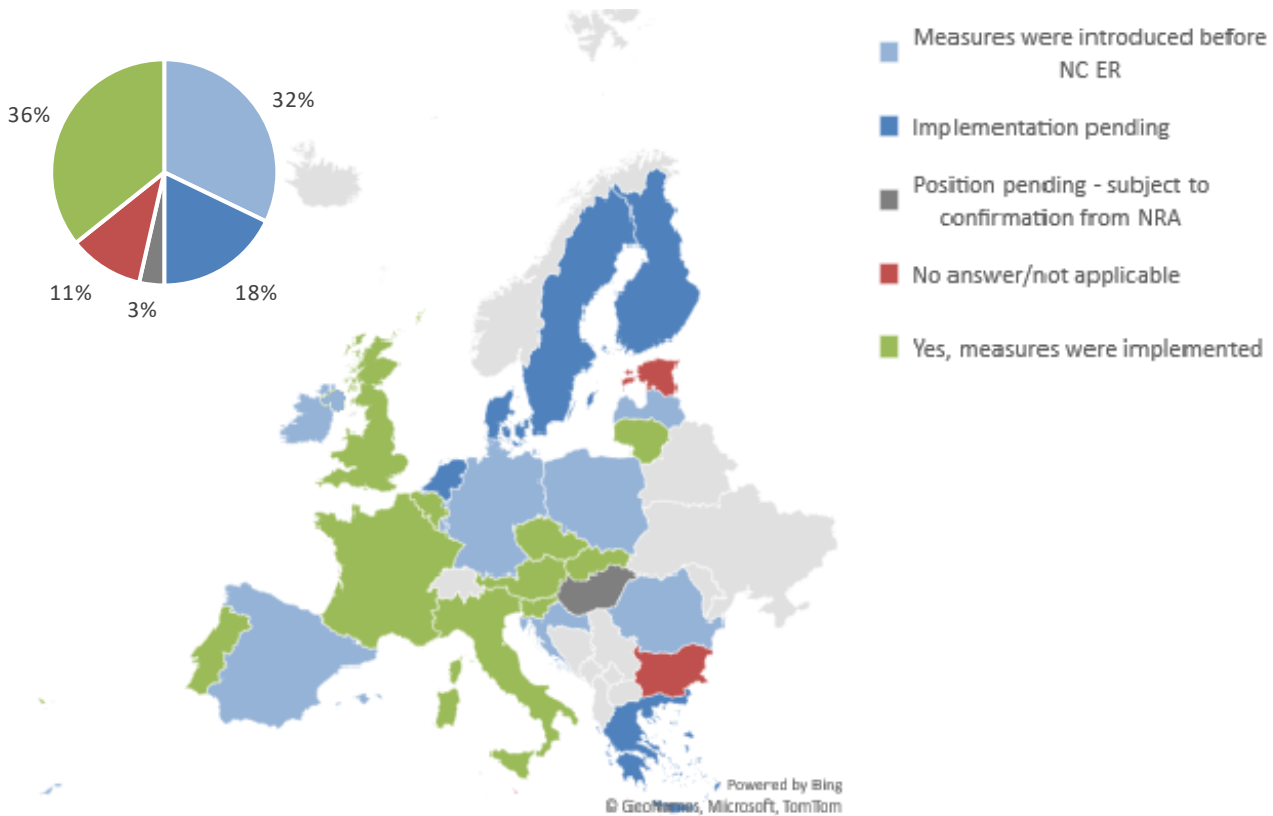 36%
32%
11%
3%
18%
Measures were introduced before
NC ER
Implementation pending
Position pending - subject to
confirmation from NRA
No answer/not applicable
Yes, measures were implemented
Powered by Bing
© GeoNames, Microsoft, TomTom